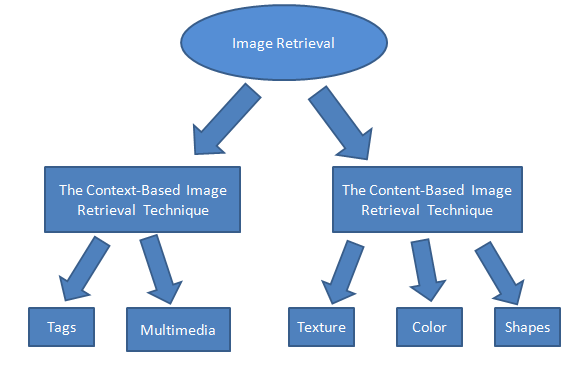 Image Retrieval
The Context-Based Image
Retrieval Technique
The Content-Based Image
Retrieval Technique
Tags
Multimedia
Texture
Color
Shapes